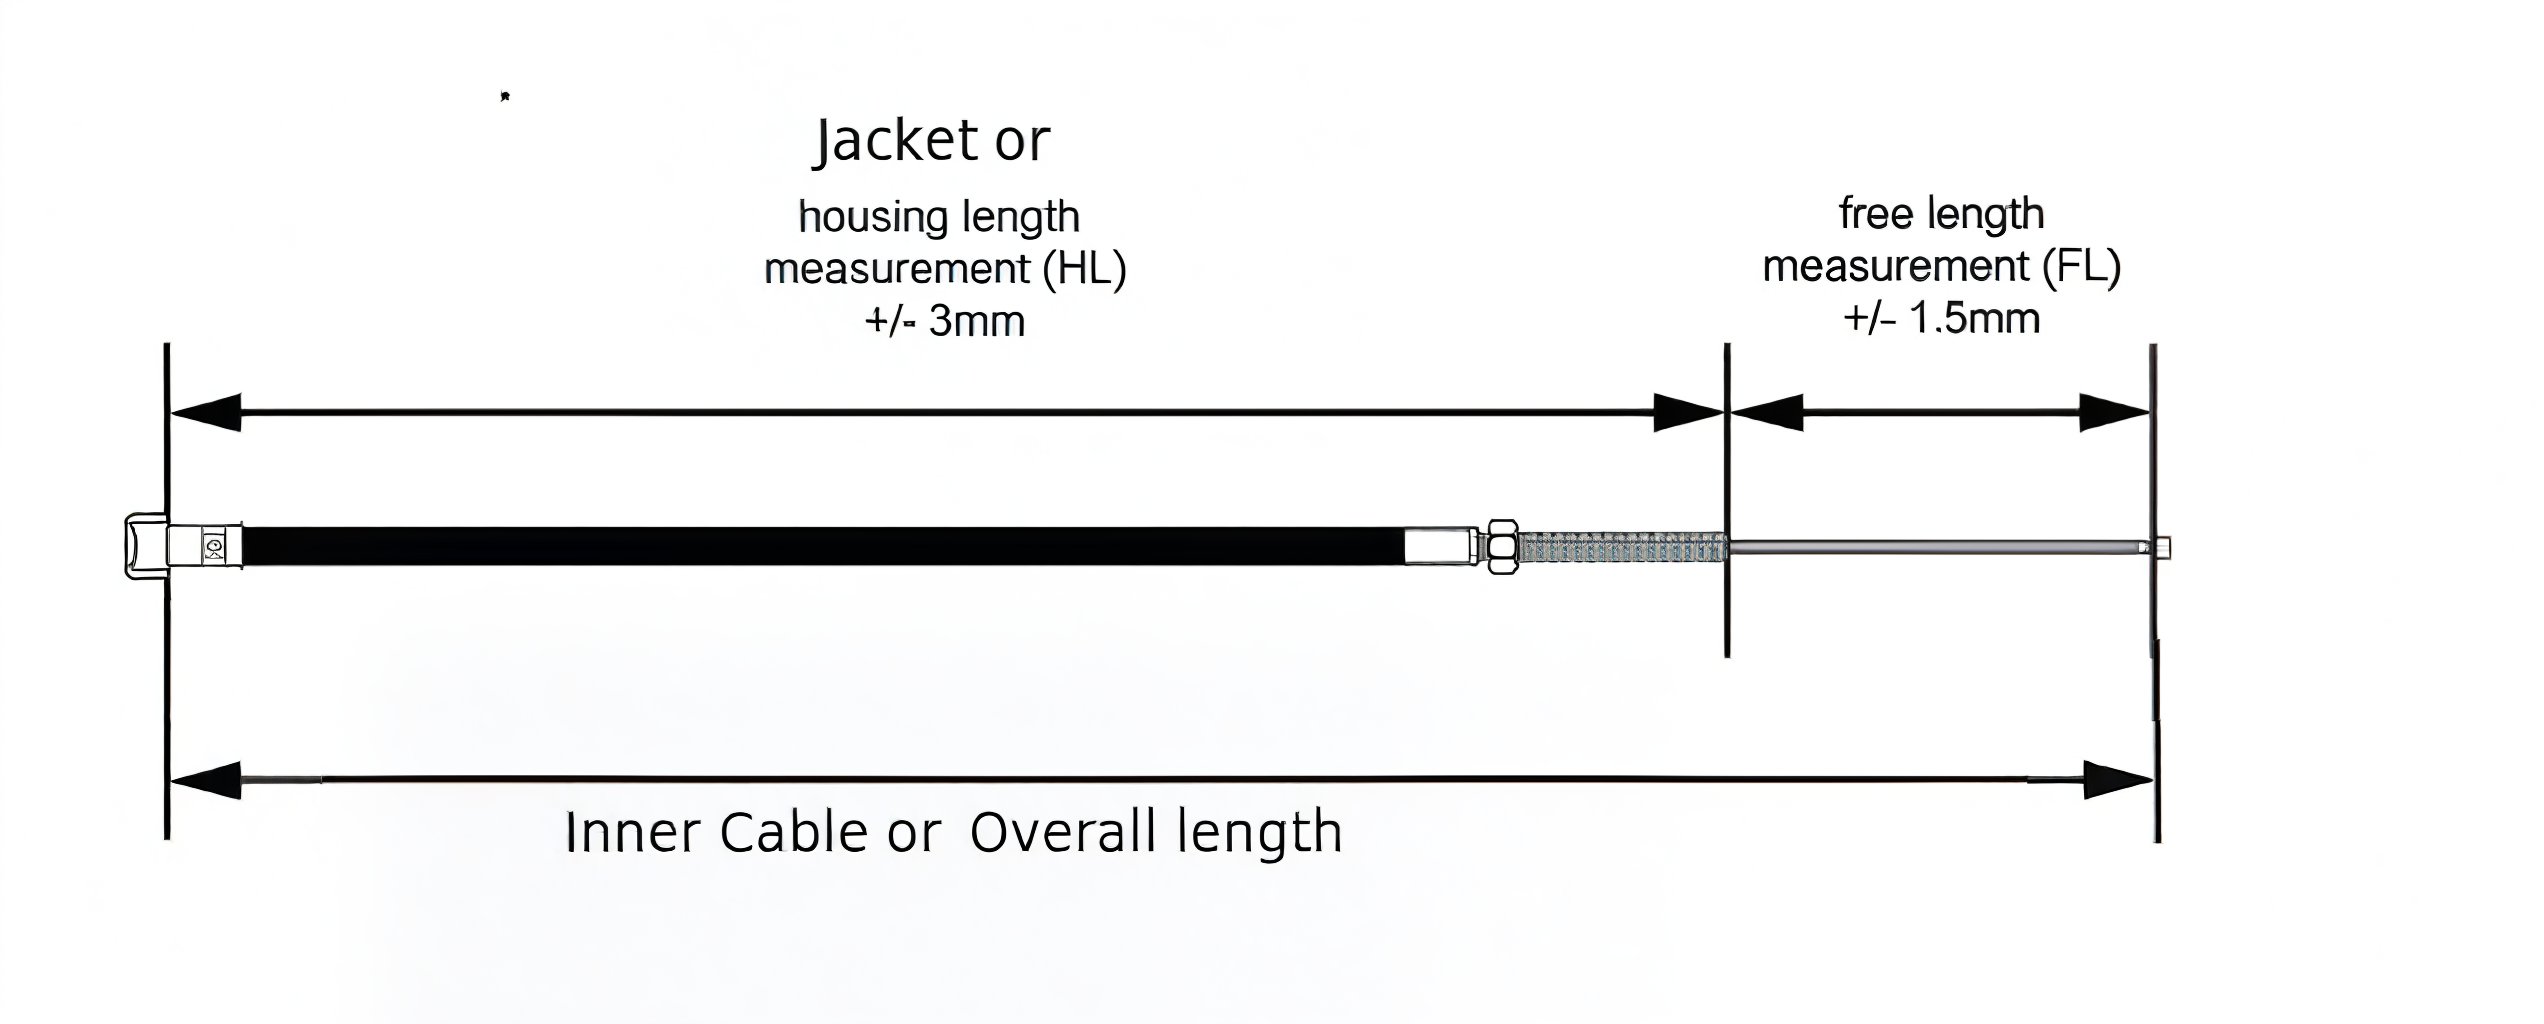 Jacket or
housing length
measurement (HL)
+/- 3mm
free length
measurement (FL)
+/- 1.5mm
Inner Cable or Overall length